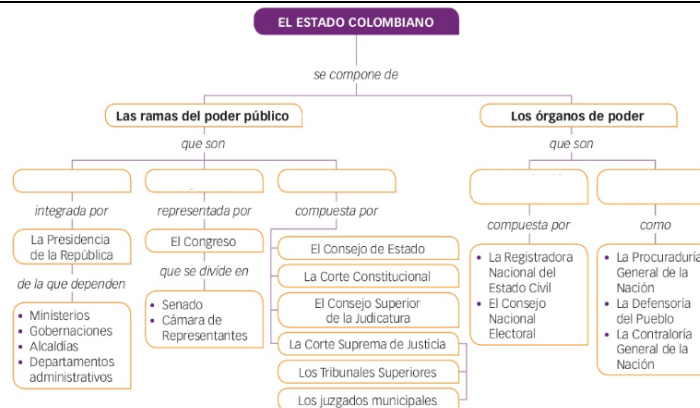 EL ESTADO COLOMBIANO
se compone de
Las ramas del poder público
Los órganos de poder
que son
que son
integrada por
representada por
compuesta por
compuesta por
como
La Presidencia
de la República
de la que dependen
• Ministerios
• Gobernaciones
• Alcaldías
• Departamentos
administrativos
El Congreso
que se divide en
• Senado
• Cámara de
Representantes
El Consejo de Estado
La Corte Constitucional
El Consejo Superior
de la Judicatura
La Corte Suprema de Justicia
Los Tribunales Superiores
Los juzgados municipales
• La Registradora
Nacional del
Estado Civil
• El Consejo
Nacional
Electoral
• La Procuraduría
General de la
Nación
• La Defensoría
del Pueblo
• La Contraloría
General de la
Nación